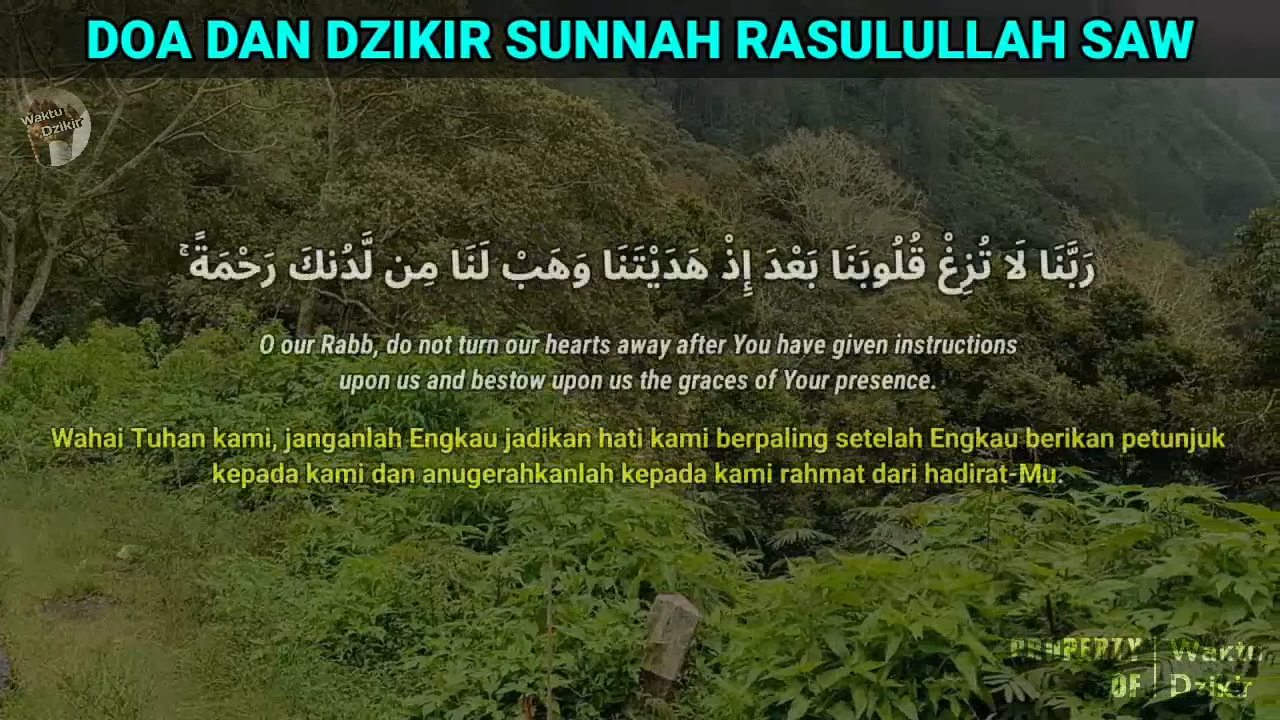 DOA DAN DZIKIR SUNNAH RASULULLAH SAW
Waktu
Dzikir
رَبَّنَا لَا تُزِغْ قُلُوبَنَا بَعْدَ إِذْ هَدَيْتَنَا وَهَبْ لَنَا مِن لَّدُنكَ رَحْمَةً ۚ
O our Rabb, do not turn our hearts away after You have given instructions
upon us and bestow upon us the graces of Your presence.
Wahai Tuhan kami, janganlah Engkau jadikan hati kami berpaling setelah Engkau berikan petunjuk
kepada kami dan anugerahkanlah kepada kami rahmat dari hadirat-Mu.
PROPERZY | Waktu
OF | Dzikir